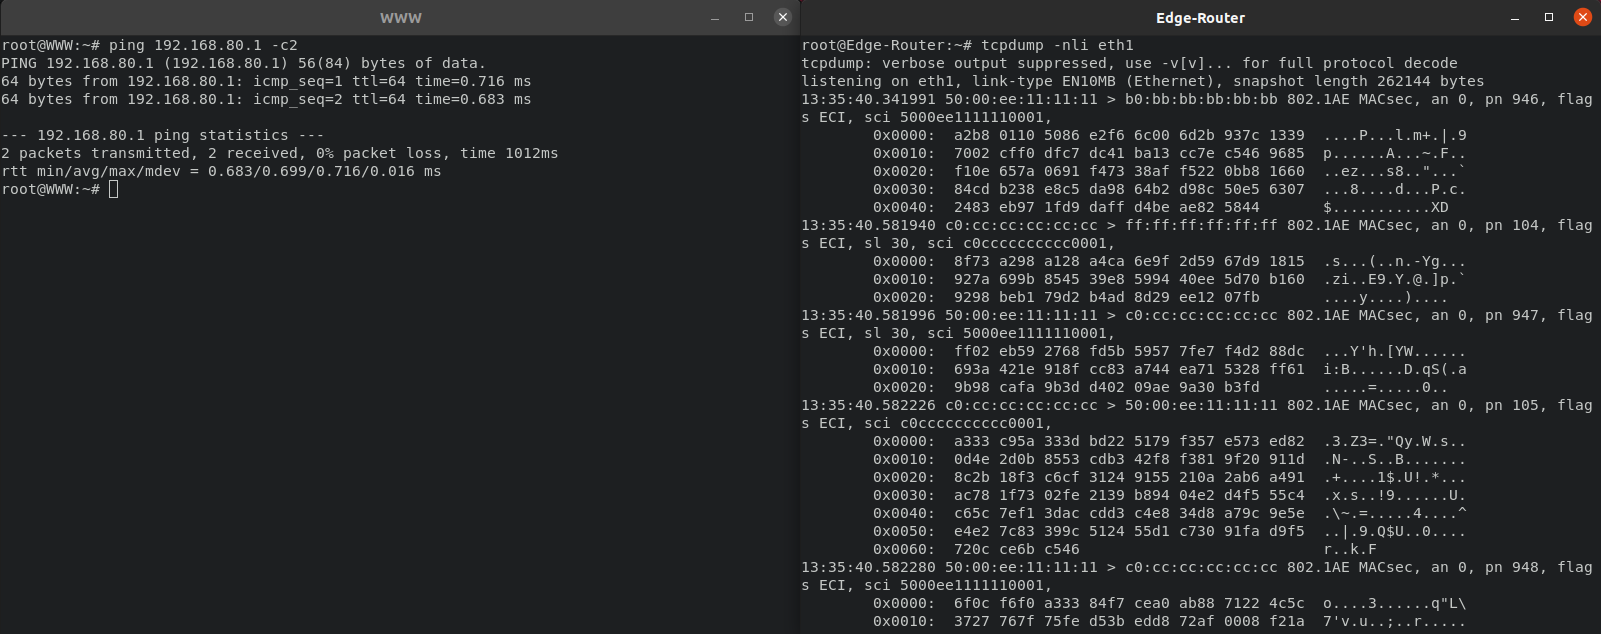 WWW
root@WWW:~# ping 192.168.80.1 -c2
PING 192.168.80.1 (192.168.80.1) 56(84) bytes of data.
64 bytes from 192.168.80.1: icmp_seq=1 ttl=64 time=0.716 ms
64 bytes from 192.168.80.1: icmp_seq=2 ttl=64 time=0.683 ms
--- 192.168.80.1 ping statistics ---
2 packets transmitted, 2 received, 0% packet loss, time 1012ms
rtt min/avg/max/mdev = 0.683/0.699/0.716/0.016 ms
root@WWW:~#
Edge-Router
root@Edge-Router:~# tcpdump -nli eth1
tcpdump: verbose output suppressed, use -v[v]... for full protocol decode
listening on eth1, link-type EN10MB (Ethernet), snapshot length 262144 bytes
13:35:40.341991 50:00:ee:11:11:11 > b0:bb:bb:bb:bb:bb 802.1AE MACsec, an 0, pn 946, flag
s ECI, sci 5000ee1111110001,
0x0000:  a2b8 0110 5086 e2f6 6c00 6d2b 937c 1339  ....P...l.m+.|.9
0x0010:  7002 cff0 dfc7 dc41 ba13 cc7e c546 9685  p......A...~.F..
0x0020:  f10e 657a 0691 f473 38af f522 0bb8 1660  ..ez...s8.."...`
0x0030:  84cd b238 e8c5 da98 64b2 d98c 50e5 6307  ...8....d...P.c.
0x0040:  2483 eb97 1fd9 daff d4be ae82 5844       $...........XD
13:35:40.581940 c0:cc:cc:cc:cc:cc > ff:ff:ff:ff:ff:ff 802.1AE MACsec, an 0, pn 104, flag
s ECI, sl 30, sci c0cccccccccc0001,
0x0000:  8f73 a298 a128 a4ca 6e9f 2d59 67d9 1815  .s...(..n.-Yg...
0x0010:  927a 699b 8545 39e8 5994 40ee 5d70 b160  .zi..E9.Y.@.]p.`
0x0020:  9298 beb1 79d2 b4ad 8d29 ee12 07fb       ....y....)....
13:35:40.581996 50:00:ee:11:11:11 > c0:cc:cc:cc:cc:cc 802.1AE MACsec, an 0, pn 947, flag
s ECI, sl 30, sci 5000ee1111110001,
0x0000:  ff02 eb59 2768 fd5b 5957 7fe7 f4d2 88dc  ...Y'h.[YW......
0x0010:  693a 421e 918f cc83 a744 ea71 5328 ff61  i:B......D.qS(.a
0x0020:  9b98 cafa 9b3d d402 09ae 9a30 b3fd       .....=.....0..
13:35:40.582226 c0:cc:cc:cc:cc:cc > 50:00:ee:11:11:11 802.1AE MACsec, an 0, pn 105, flag
s ECI, sci c0cccccccccc0001,
0x0000:  a333 c95a 333d bd22 5179 f357 e573 ed82  .3.Z3=."Qy.W.s..
0x0010:  0d4e 2d0b 8553 cdb3 42f8 f381 9f20 911d  .N-..S..B.......
0x0020:  8c2b 18f3 c6cf 3124 9155 210a 2ab6 a491  .+....1$.U!.*...
0x0030:  ac78 1f73 02fe 2139 b894 04e2 d4f5 55c4  .x.s..!9......U.
0x0040:  c65c 7ef1 3dac cdd3 c4e8 34d8 a79c 9e5e  .\~.=.....4....^
0x0050:  e4e2 7c83 399c 5124 55d1 c730 91fa d9f5  ..|.9.Q$U..0....
0x0060:  720c ce6b c546                           r..k.F
13:35:40.582280 50:00:ee:11:11:11 > c0:cc:cc:cc:cc:cc 802.1AE MACsec, an 0, pn 948, flag
s ECI, sci 5000ee1111110001,
0x0000:  6f0c f6f0 a333 84f7 cea0 ab88 7122 4c5c  o....3......q"L\
0x0010:  3727 767f 75fe d53b edd8 72af 0008 f21a  7'v.u..;..r.....